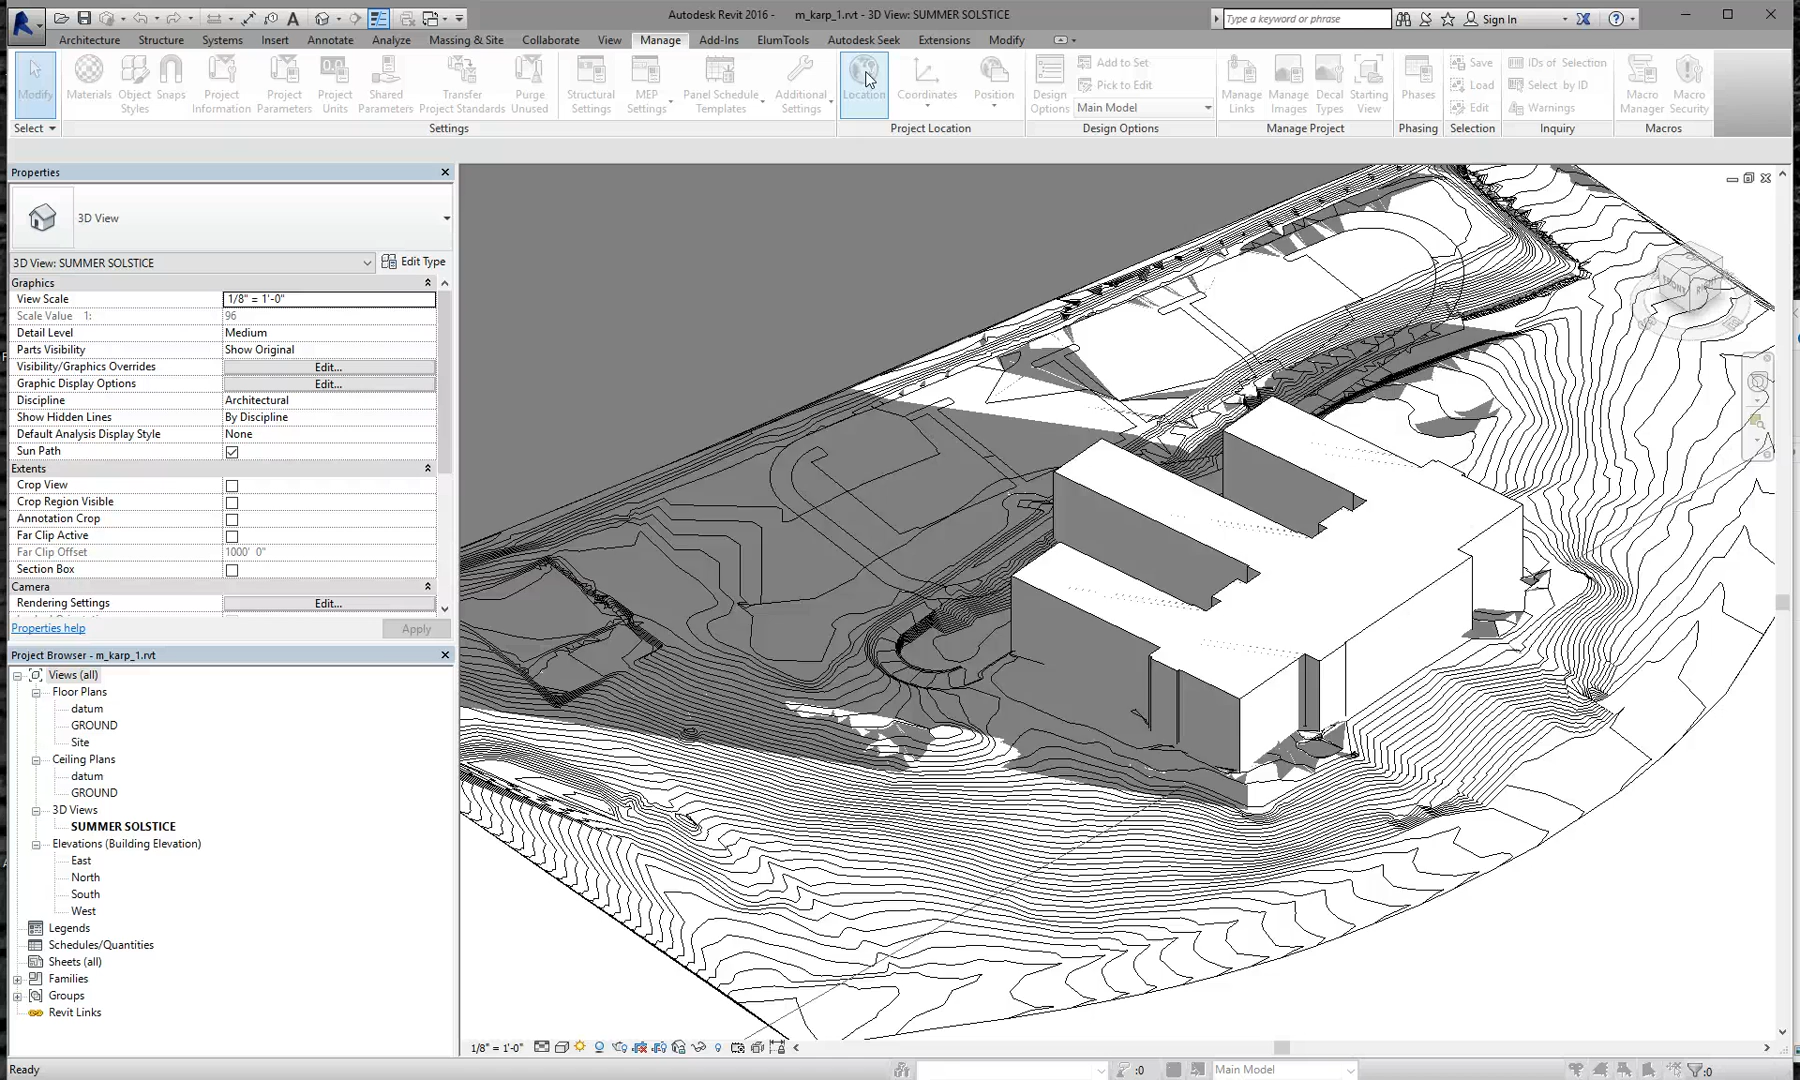 Autodesk Revit 2016 - m_karp_1.rvt - 3D View: SUMMER SOLSTICE
Type a keyword or phrase
Sign In
Architecture Structure Systems Insert Annotate Analyze Massing & Site Collaborate View Manage Add-Ins ElumTools Autodesk Seek Extensions Modify
Modify
Materials
Object Styles
Snaps
Project Information
Project Parameters
Project Units
Shared Parameters
Transfer Project Standards
Purge Unused
Structural Settings
MEP Settings
Panel Schedule Templates
Additional Settings
Location
Coordinates
Position
Design Options
Add to Set
Pick to Edit
Main Model
Manage Links
Manage Images
Decal Types
Starting View
Phases
Save
Load
Edit
IDs of Selection
Select by ID
Warnings
Macro Manager
Macro Security
Select
Settings
Project Location
Design Options
Manage Project
Phasing
Selection
Inquiry
Macros
Properties
3D View
3D View: SUMMER SOLSTICE
Edit Type
Graphics
View Scale 1/8" = 1'-0"
Scale Value 1: 96
Detail Level Medium
Parts Visibility Show Original
Visibility/Graphics Overrides Edit...
Graphic Display Options Edit...
Discipline Architectural
Show Hidden Lines By Discipline
Default Analysis Display Style None
Sun Path
Extents
Crop View
Crop Region Visible
Annotation Crop
Far Clip Active
Far Clip Offset 1000' 0"
Section Box
Camera
Rendering Settings Edit...
Properties help
Apply
Project Browser - m_karp_1.rvt
Views (all)
Floor Plans
datum
GROUND
Site
Ceiling Plans
datum
GROUND
3D Views
SUMMER SOLSTICE
Elevations (Building Elevation)
East
North
South
West
Legends
Schedules/Quantities
Sheets (all)
Families
Groups
Revit Links
FRONT
1/8" = 1'-0"
Ready
:0
Main Model
:0